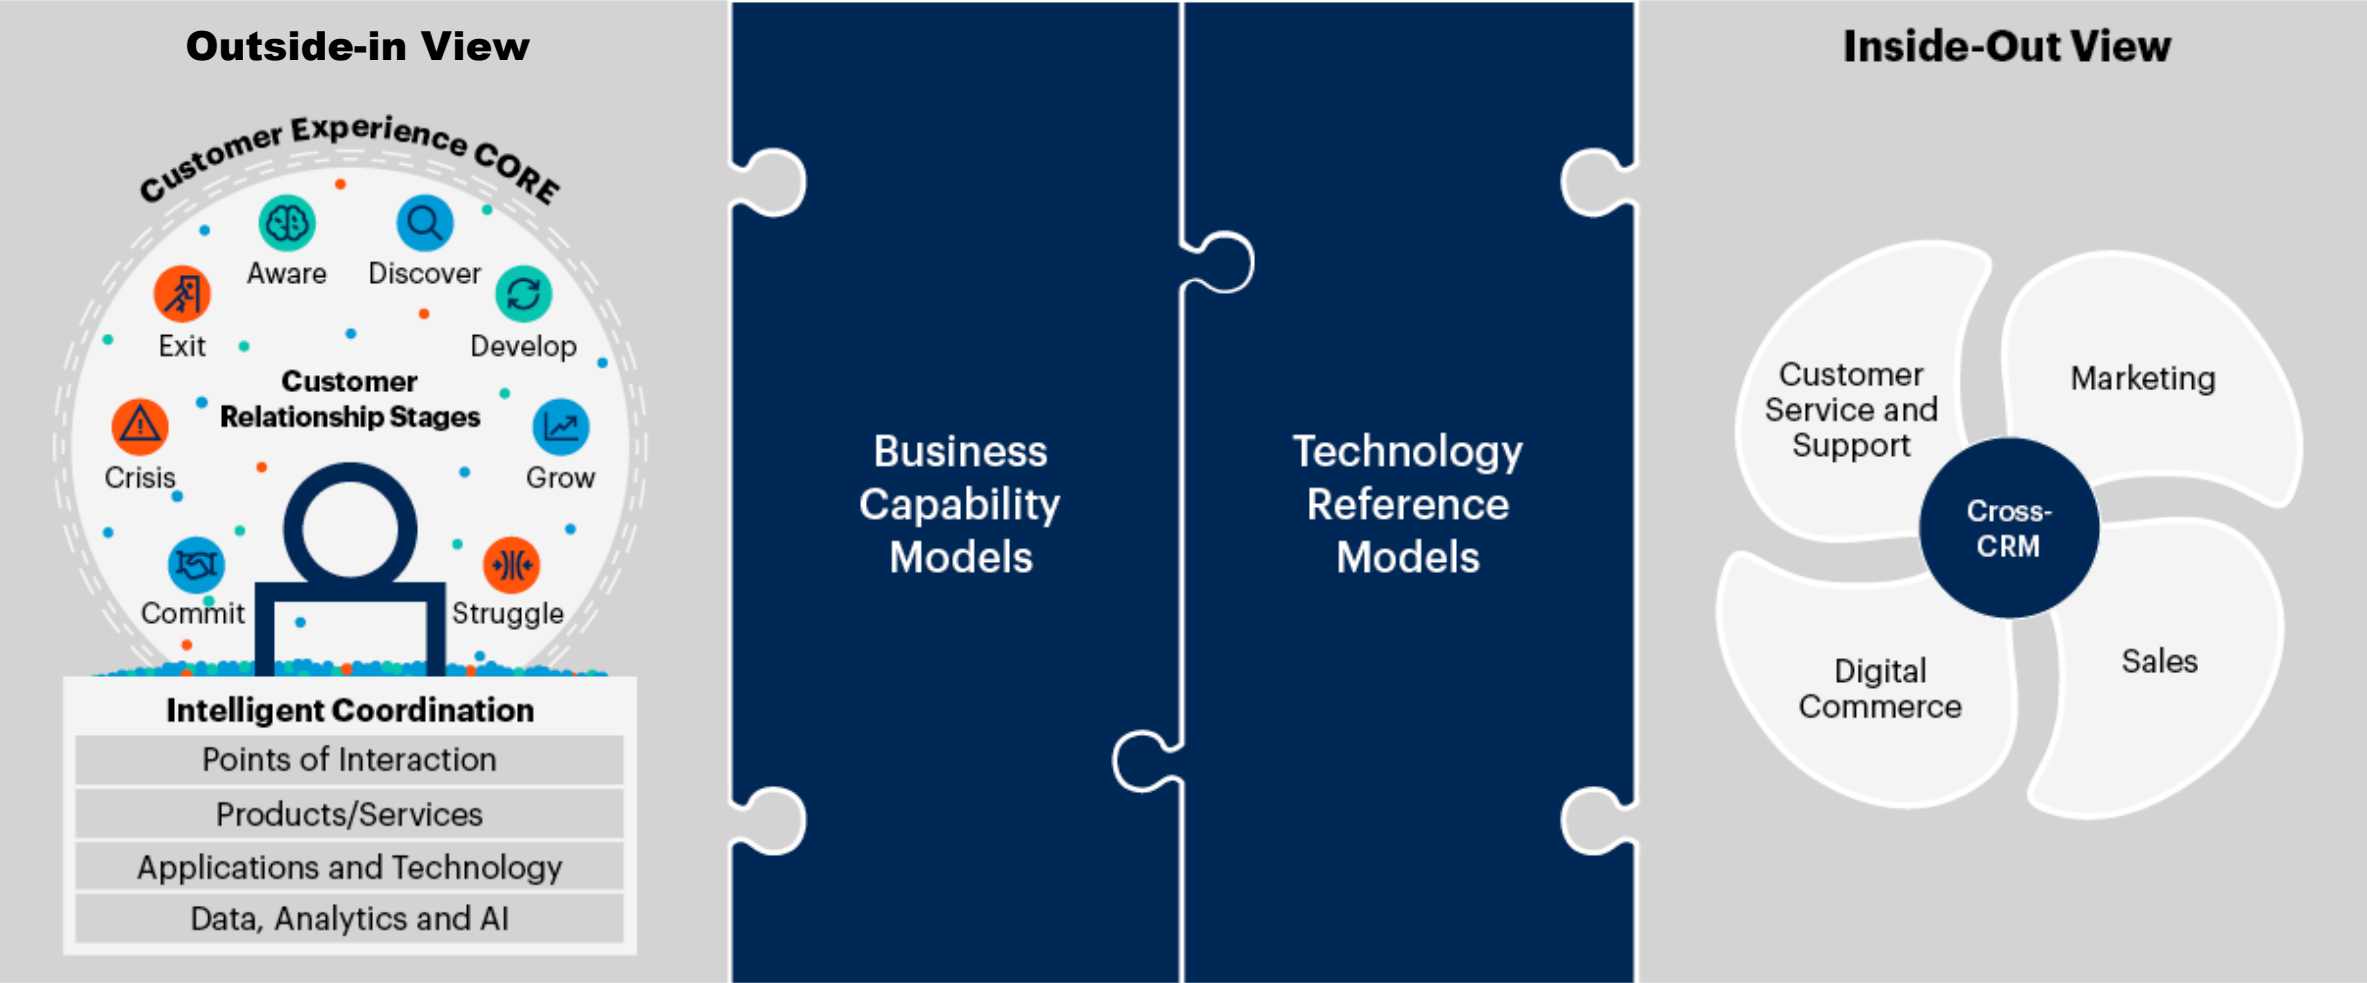 Outside-in View
Customer Experience CORE
Aware
Discover
Exit
Develop
Customer
Relationship Stages
Crisis
Grow
Commit
Struggle
Intelligent Coordination
Points of Interaction
Products/Services
Applications and Technology
Data, Analytics and AI
Business
Capability
Models
Technology
Reference
Models
Inside-Out View
Customer
Service and
Support
Marketing
Cross-
CRM
Digital
Commerce
Sales